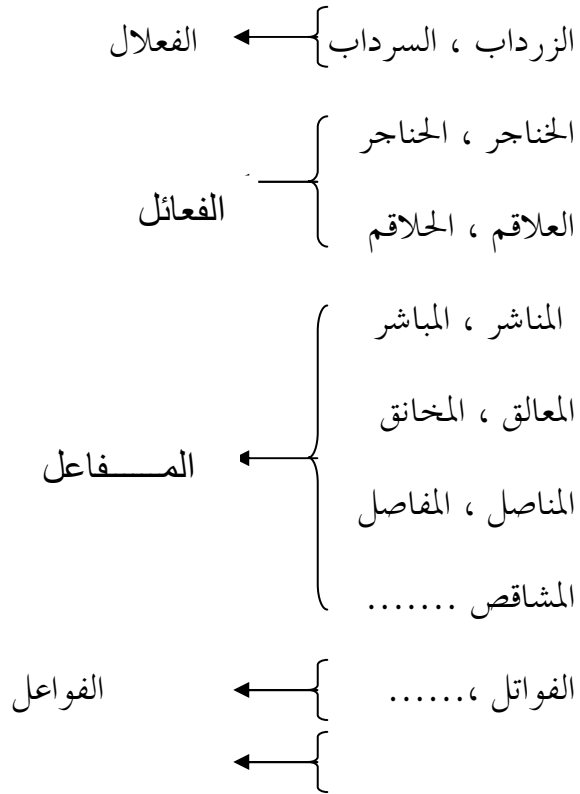 الزرداب ، السرداب الفعلال
الخناجر ، الحناجر
العلاقم ، الحلاقم
الفعائل
المناشر ، المباشر
المعالق ، المخانق
المفاعل
المناصل ، المفاصل
المشاقص .......
الفواتل ،...... الفواعل